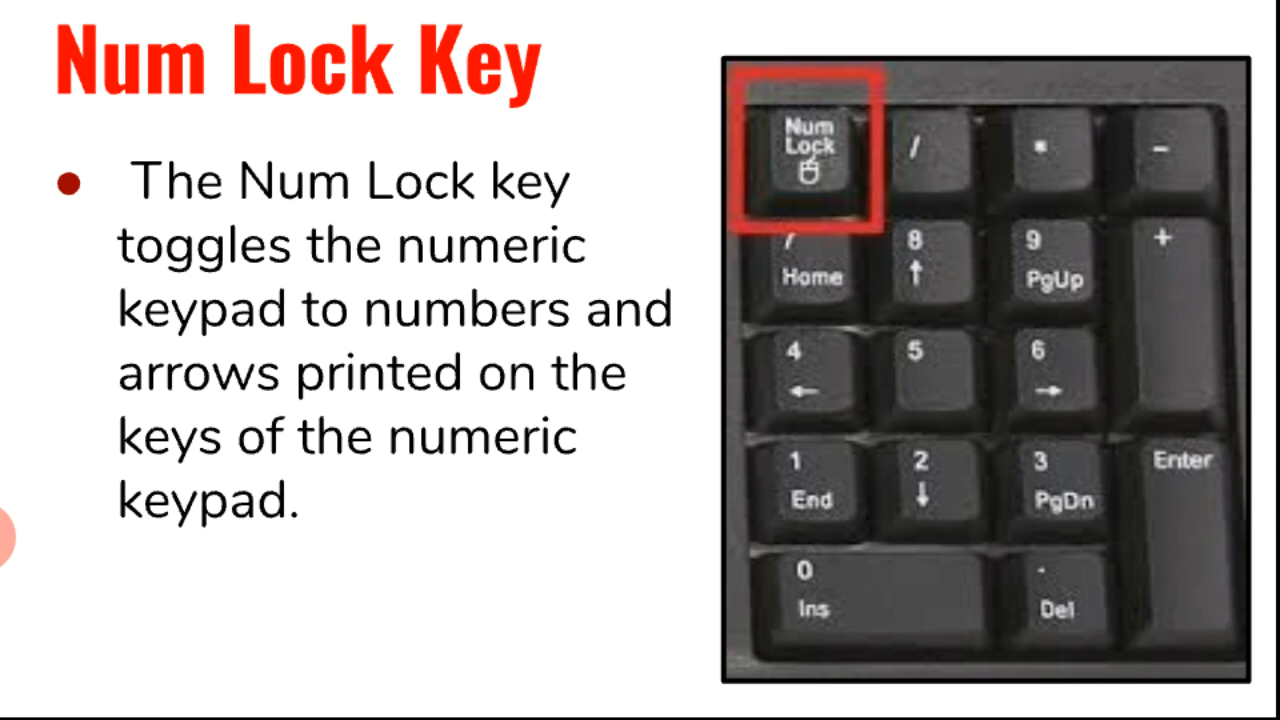 Num Lock Key
● The Num Lock key
toggles the numeric
keypad to numbers and
arrows printed on the
keys of the numeric
keypad.
Num
Lock
/ * -
7 8 9 +
Home ↑ PgUp
4 5 6
← →
1 2 3 Enter
End ↓ PgDn
0 .
Ins Del